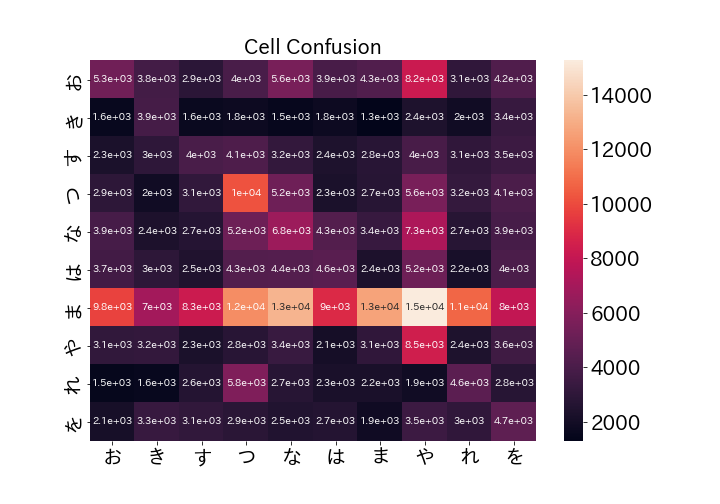 Cell Confusion
お 5.3e+03 3.8e+03 2.9e+03 4e+03 5.6e+03 3.9e+03 4.3e+03 8.2e+03 3.1e+03 4.2e+03
き 1.6e+03 3.9e+03 1.6e+03 1.8e+03 1.5e+03 1.8e+03 1.3e+03 2.4e+03 2e+03 3.4e+03
す 2.3e+03 3e+03 4e+03 4.1e+03 3.2e+03 2.4e+03 2.8e+03 4e+03 3.1e+03 3.5e+03
つ 2.9e+03 2e+03 3.1e+03 1e+04 5.2e+03 2.3e+03 2.7e+03 5.6e+03 3.2e+03 4.1e+03
な 3.9e+03 2.4e+03 2.7e+03 5.2e+03 6.8e+03 4.3e+03 3.4e+03 7.3e+03 2.7e+03 3.9e+03
は 3.7e+03 3e+03 2.5e+03 4.3e+03 4.4e+03 4.6e+03 2.4e+03 5.2e+03 2.2e+03 4e+03
ま 9.8e+03 7e+03 8.3e+03 1.2e+04 1.3e+04 9e+03 1.3e+04 1.5e+04 1.1e+04 8e+03
や 3.1e+03 3.2e+03 2.3e+03 2.8e+03 3.4e+03 2.1e+03 3.1e+03 8.5e+03 2.4e+03 3.6e+03
れ 1.5e+03 1.6e+03 2.6e+03 5.8e+03 2.7e+03 2.3e+03 2.2e+03 1.9e+03 4.6e+03 2.8e+03
を 2.1e+03 3.3e+03 3.1e+03 2.9e+03 2.5e+03 2.7e+03 1.9e+03 3.5e+03 3e+03 4.7e+03
お き す つ な は ま や れ を
14000
12000
10000
8000
6000
4000
2000